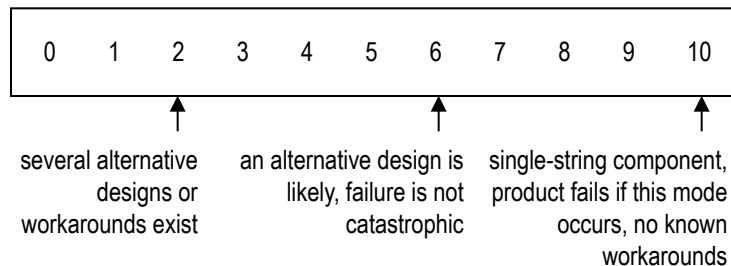 0 1 2 3 4 5 6 7 8 9 10
several alternative
designs or
workarounds exist
an alternative design is
likely, failure is not
catastrophic
single-string component,
product fails if this mode
occurs, no known
workarounds